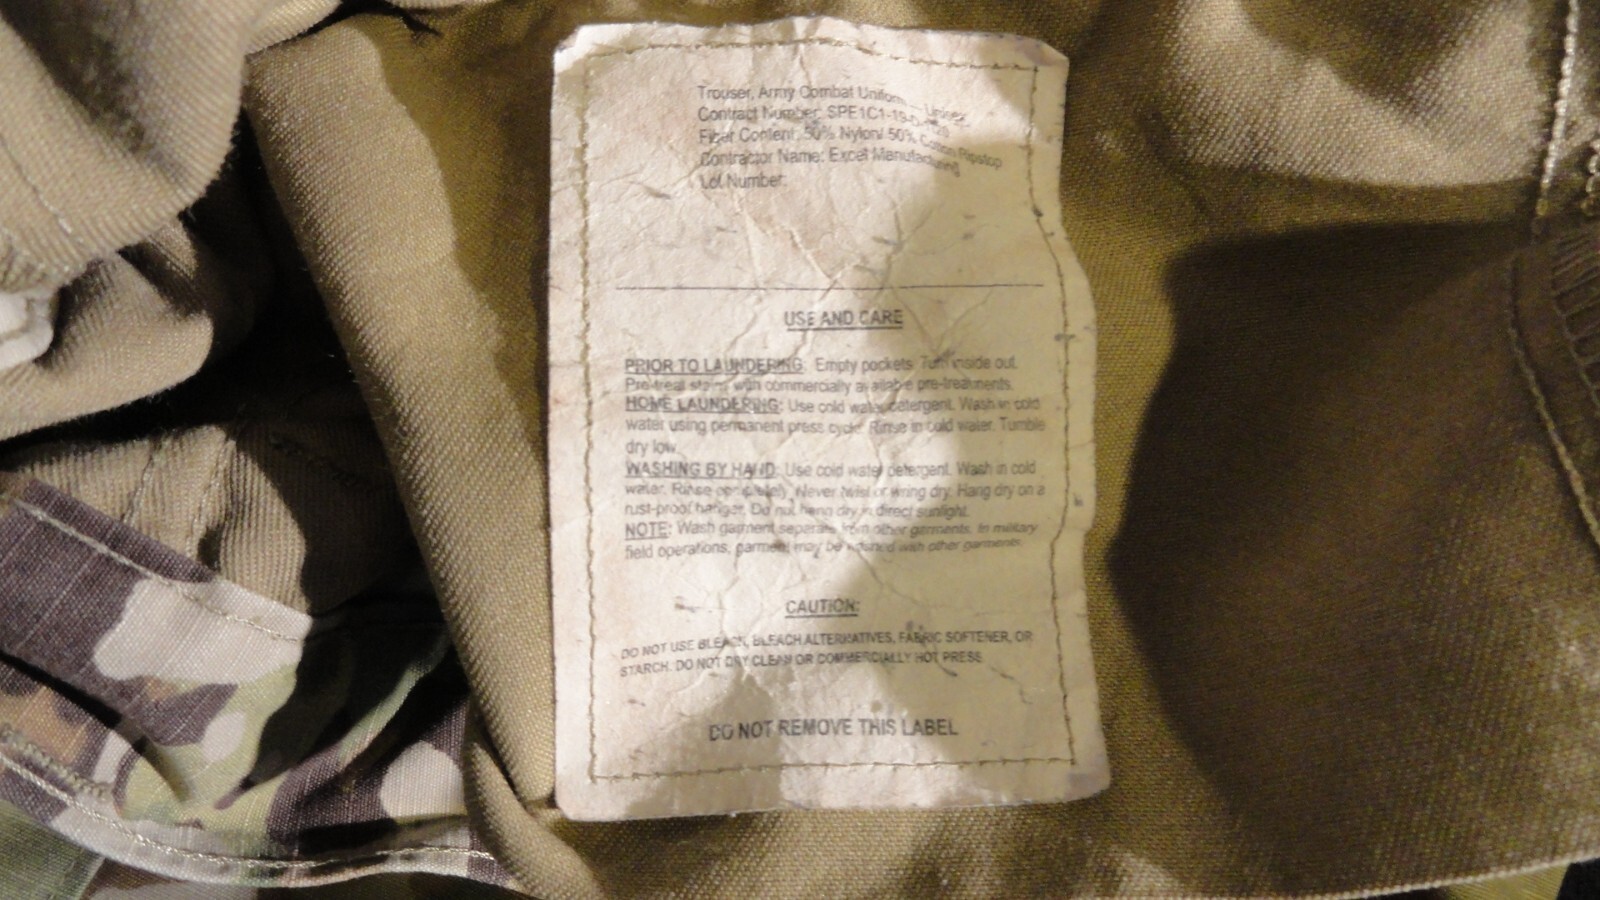 Trouser, Army Combat Uniform — Unisex
Contract Number: SPE1C1-19-D-
Fiber Content: 50% Nylon/ 50% Cotton Ripstop
Contractor Name: Excel Manufacturing
Lot Number:
USE AND CARE
PRIOR TO LAUNDERING: Empty pockets. Turn inside out.
Pre-treat stains with commercially available pre-treatments.
HOME LAUNDERING: Use cold water detergent. Wash in cold
water using permanent press cycle. Rinse in cold water. Tumble
dry low.
WASHING BY HAND: Use cold water detergent. Wash in cold
water. Rinse completely. Never twist or wring dry. Hang dry on a
rust-proof hanger. Do not hang dry in direct sunlight.
NOTE: Wash garment separate from other garments. In military
field operations, garment may be washed with other garments.
CAUTION:
DO NOT USE BLEACH, BLEACH ALTERNATIVES, FABRIC SOFTENER, OR
STARCH. DO NOT DRY CLEAN OR COMMERCIALLY HOT PRESS
DO NOT REMOVE THIS LABEL